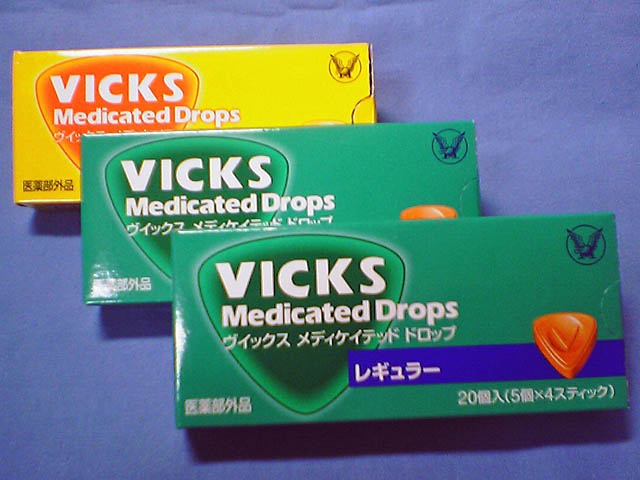 VICKS
Medicated Drops
医薬部外品
VICKS
Medicated Drops
ヴイックス メディケイテッド ドロップ
医薬部外品
VICKS
Medicated Drops
ヴイックス メディケイテッド ドロップ
レギュラー
20個入(5個×4スティック)
医薬部外品